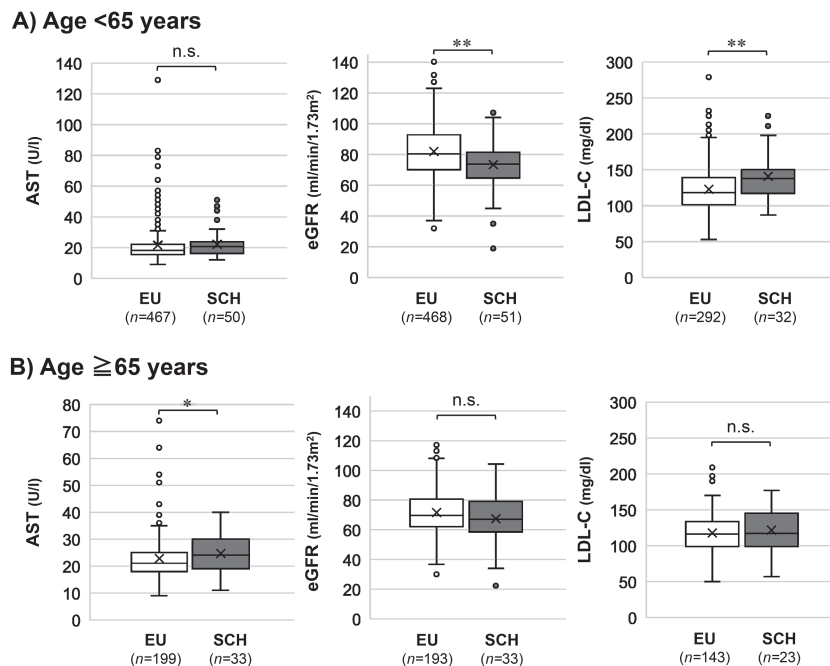 A) Age <65 years
n.s.
140
120
100
80
60
40
20
0
AST (U/l)
EU
SCH
(n=467)
(n=50)
**
140
120
100
80
60
40
20
0
eGFR (ml/min/1.73m²)
EU
SCH
(n=468)
(n=51)
**
300
250
200
150
100
50
0
LDL-C (mg/dl)
EU
SCH
(n=292)
(n=32)
B) Age ≧65 years
*
80
70
60
50
40
30
20
10
0
AST (U/l)
EU
SCH
(n=199)
(n=33)
n.s.
140
120
100
80
60
40
20
0
eGFR (ml/min/1.73m²)
EU
SCH
(n=193)
(n=33)
n.s.
300
250
200
150
100
50
0
LDL-C (mg/dl)
EU
SCH
(n=143)
(n=23)